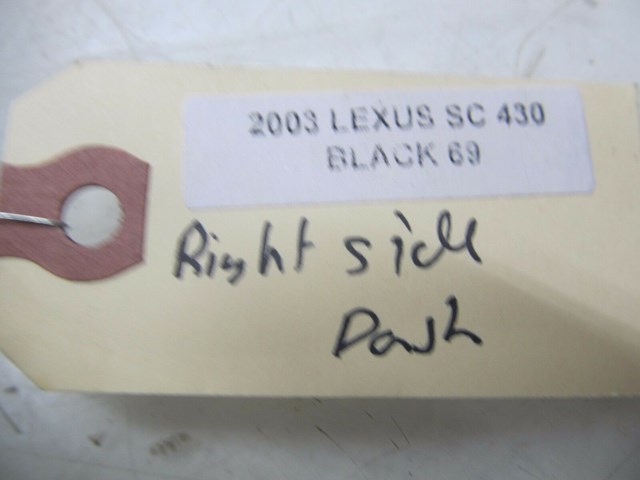 2003 LEXUS SC 430
BLACK 69
Right side
Dash